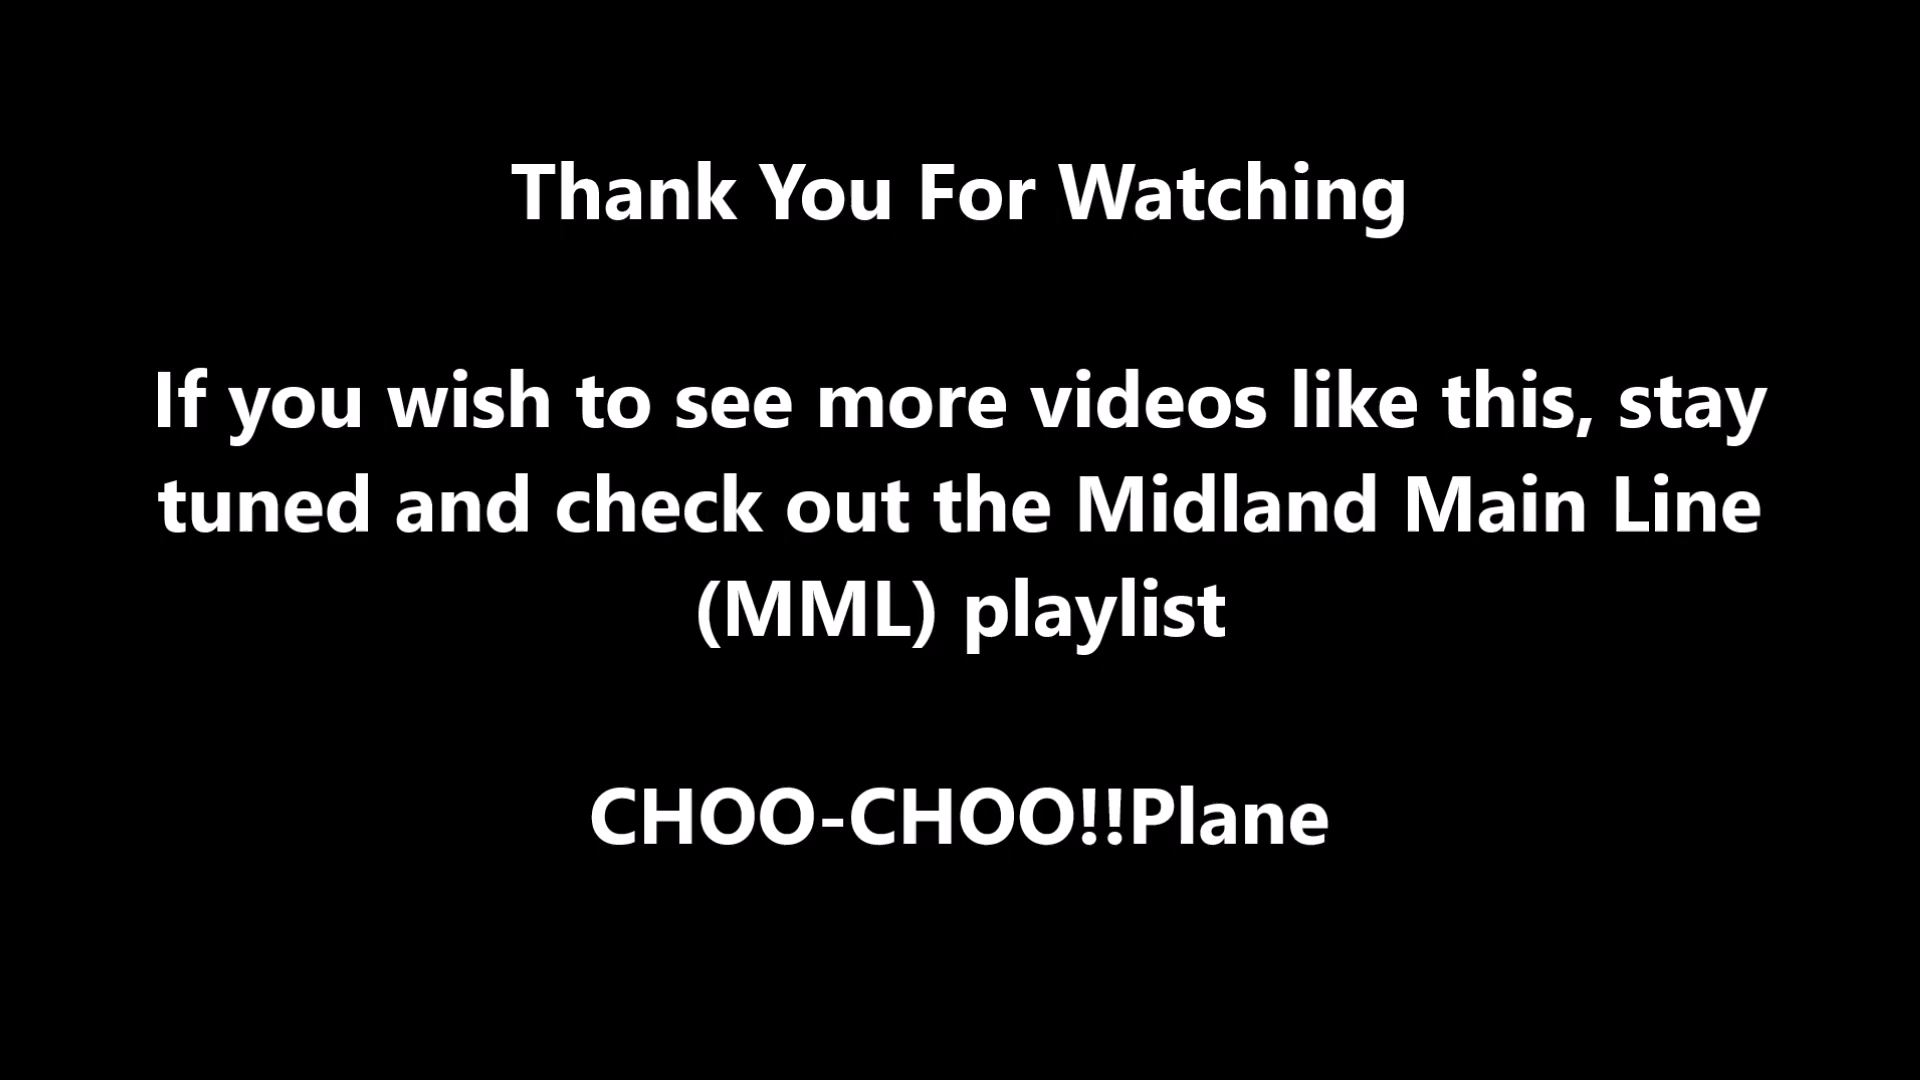 Thank You For Watching
If you wish to see more videos like this, stay
tuned and check out the Midland Main Line
(MML) playlist
CHOO-CHOO!!Plane